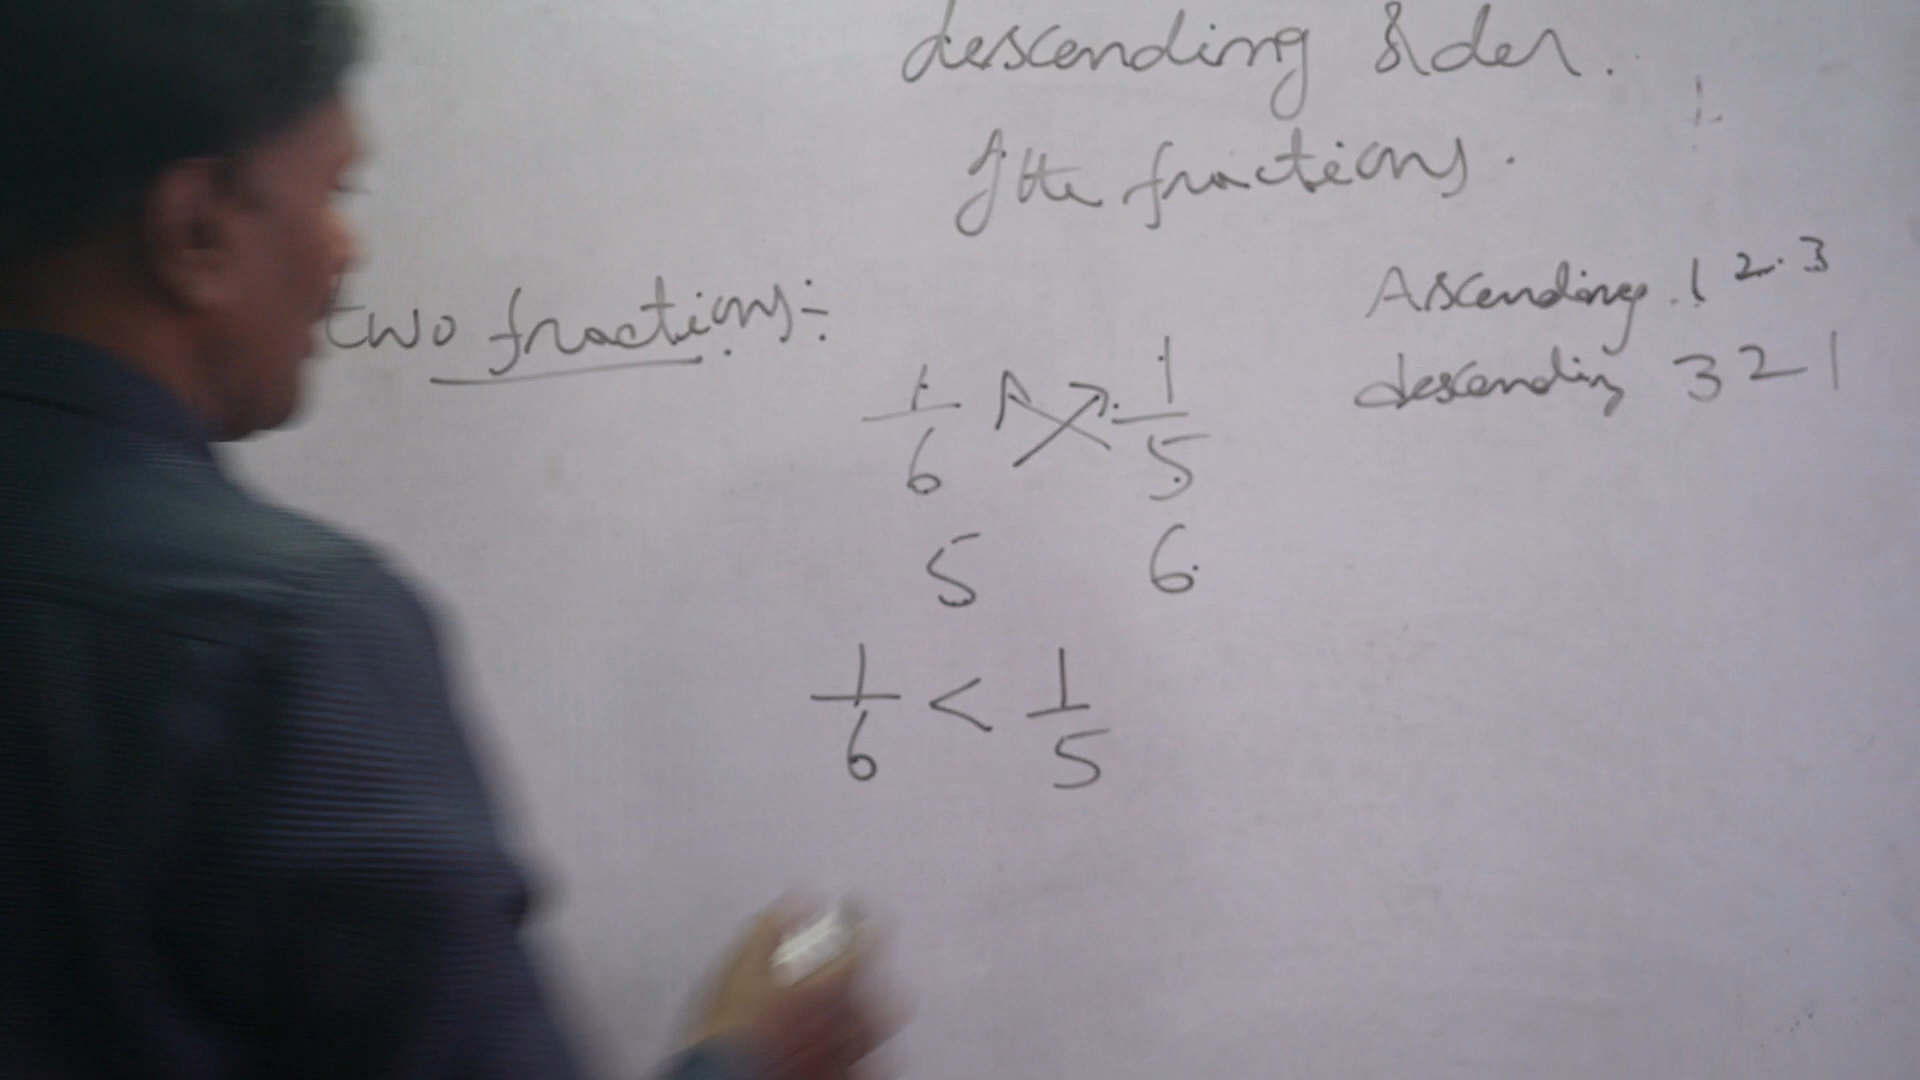 descending order.
of the fractions.
two fractions:-
Ascending. 1 2. 3
descending 3 2 1
1/6 1/5
5 6
1/6 < 1/5